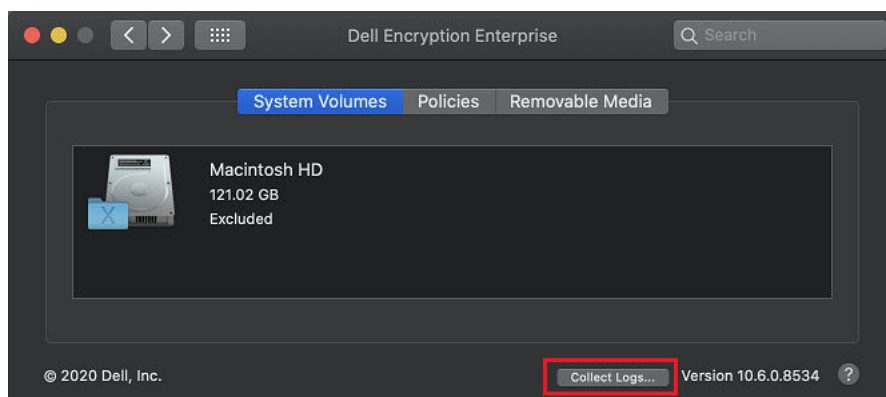 Dell Encryption Enterprise
Search
System Volumes Policies Removable Media
Macintosh HD
121.02 GB
Excluded
X
© 2020 Dell, Inc.
Collect Logs... Version 10.6.0.8534 ?